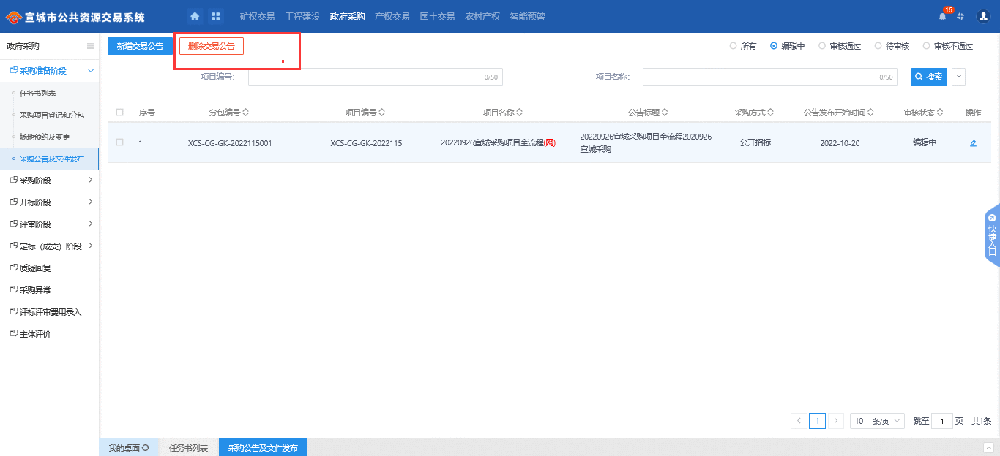 宣城市公共资源交易系统
矿权交易 工程建设 政府采购 产权交易 国土交易 农村产权 智能预警
16
政府采购
新增交易公告 删除交易公告
所有 编辑中 审核通过 待审核 审核不通过
采购准备阶段
项目编号: 0/50 项目名称: 0/50 搜索
任务书列表
采购项目登记和分包
场地预约及变更
采购公告及文件发布
采购阶段
开标阶段
评审阶段
定标（成交）阶段
质疑回复
采购异常
评标评审费用录入
主体评价
序号 分包编号 项目编号 项目名称 公告标题 采购方式 公告发布开始时间 审核状态 操作
1 XCS-CG-GK-2022115001 XCS-CG-GK-2022115 20220926宣城采购项目全流程(网) 20220926宣城采购项目全流程2020926 公开招标 2022-10-20 编辑中
宣城采购
快捷入口
1 10 条/页 跳至 1 页 共1条
我的桌面 任务书列表 采购公告及文件发布